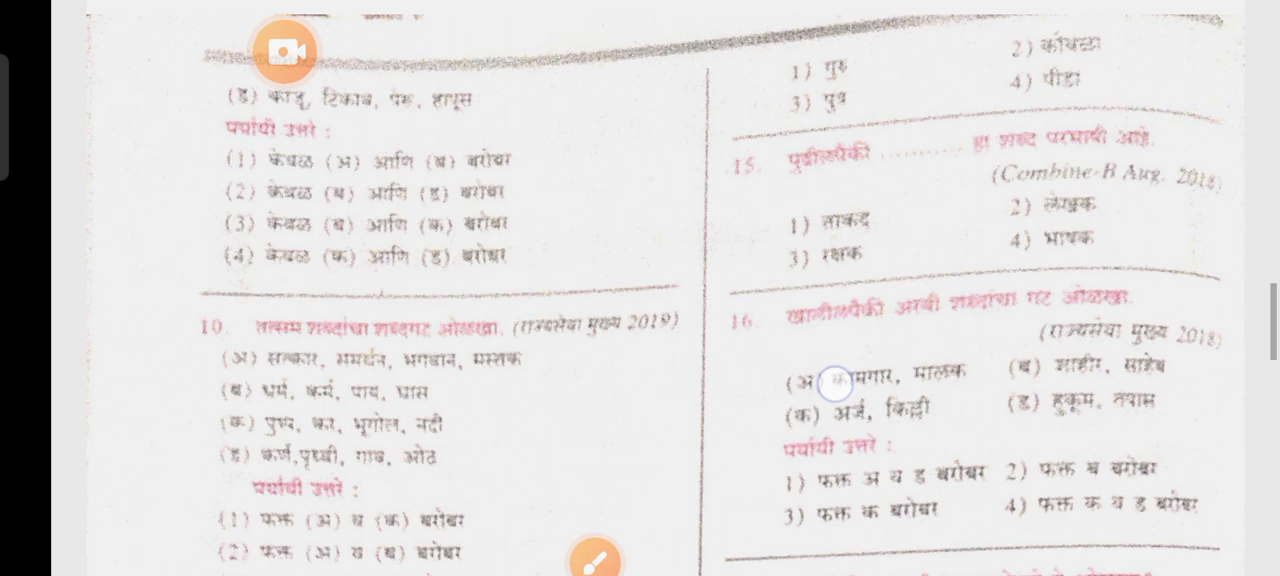 (ड) काजू, टिकाव, पेरू, हापूस
पर्यायी उत्तरे :
(1) केवळ (अ) आणि (ब) बरोबर
(2) केवळ (ब) आणि (ड) बरोबर
(3) केवळ (ब) आणि (क) बरोबर
(4) केवळ (क) आणि (ड) बरोबर
10. तत्सम शब्दांचा शब्दगट ओळखा. (राज्यसेवा मुख्य 2019)
(अ) सत्कार, समर्थन, भगवान, मस्तक
(ब) धर्म, कर्म, पाय, घास
(क) पुष्प, कर, भूगोल, नदी
(ड) कर्ण,पृथ्वी, गाव, ओठ
पर्यायी उत्तरे :
(1) फक्त (अ) व (क) बरोबर
(2) फक्त (अ) व (ब) बरोबर
1) गुरु
2) कोवळा
3) पुत्र
4) पीडा
15. पुढीलपैकी ........... हा शब्द परभाषी आहे.
(Combine-B Aug. 2018)
1) ताकद
2) लेखक
3) रक्षक
4) भाषक
16. खालीलपैकी अरबी शब्दांचा गट ओळखा.
(राज्यसेवा मुख्य 2018)
(अ) कामगार, मालक (ब) शाहीर, साहेब
(क) अर्ज, किल्ली (ड) हुकूम, तपास
पर्यायी उत्तरे :
1) फक्त अ व ड बरोबर 2) फक्त ब बरोबर
3) फक्त क बरोबर 4) फक्त क व ड बरोबर